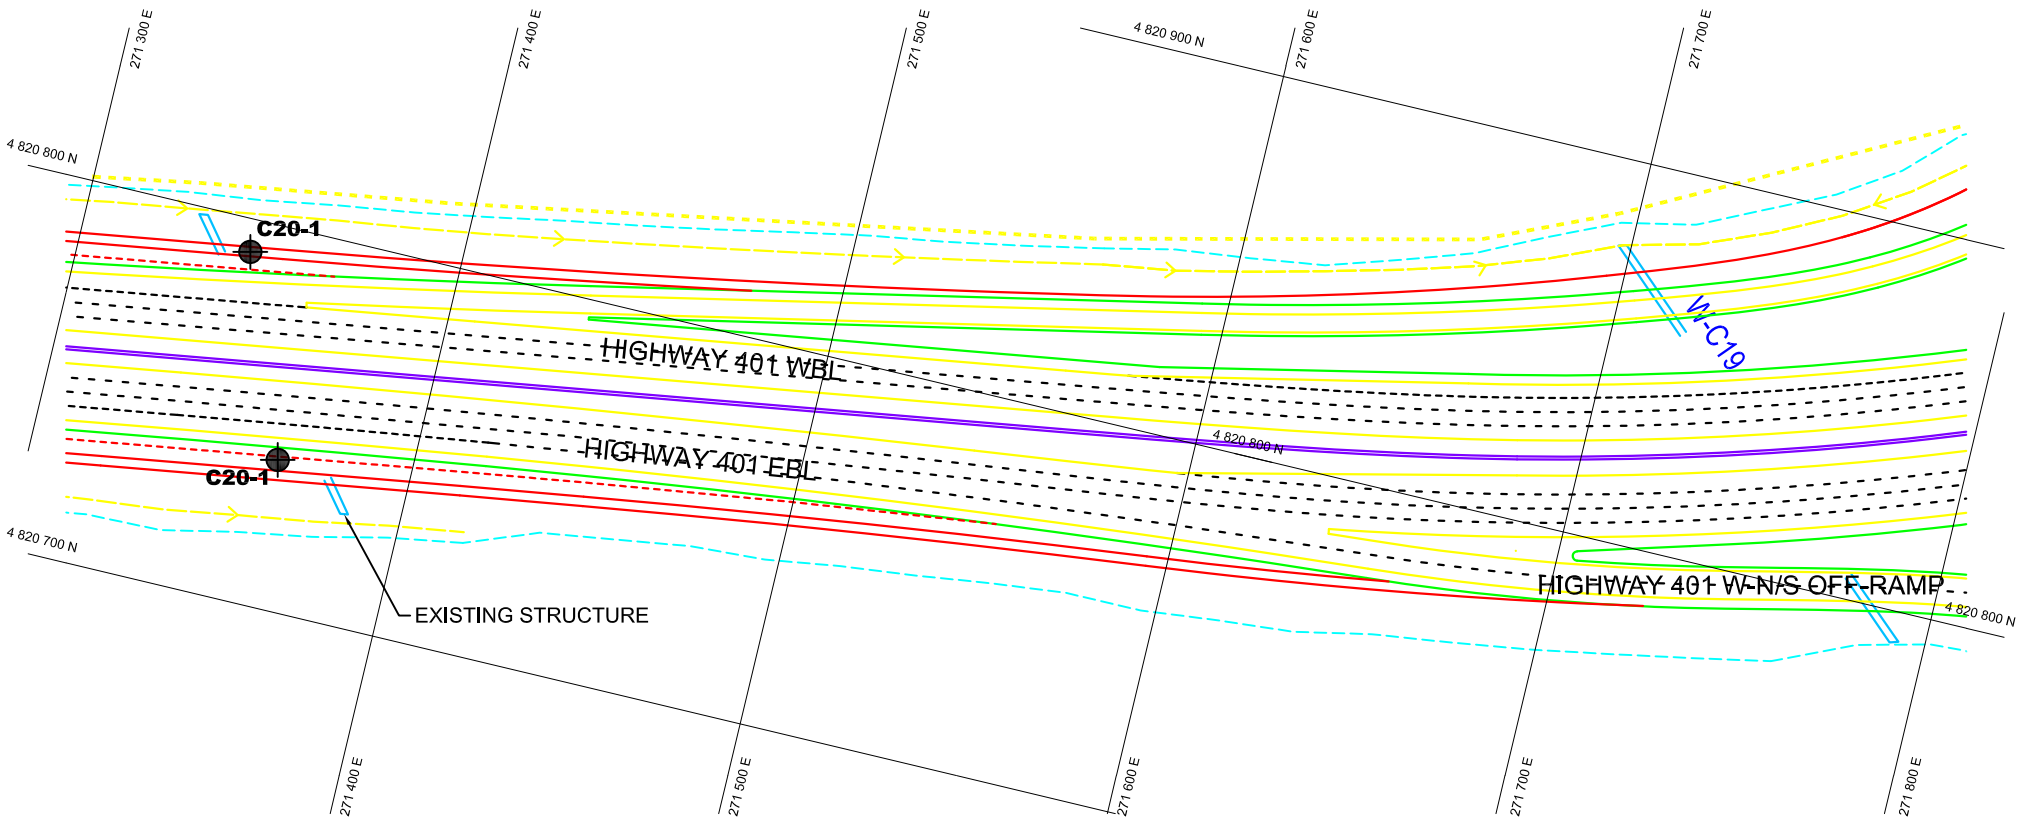 271 300 E
271 400 E
271 500 E
4 820 900 N
271 600 E
271 700 E
4 820 800 N
C20-1
W-C19
HIGHWAY 401 WBL
4 820 800 N
HIGHWAY 401 EBL
C20-1
4 820 700 N
HIGHWAY 401 W-N/S OFF-RAMP
EXISTING STRUCTURE
4 820 800 N
271 400 E
271 500 E
271 600 E
271 700 E
271 800 E